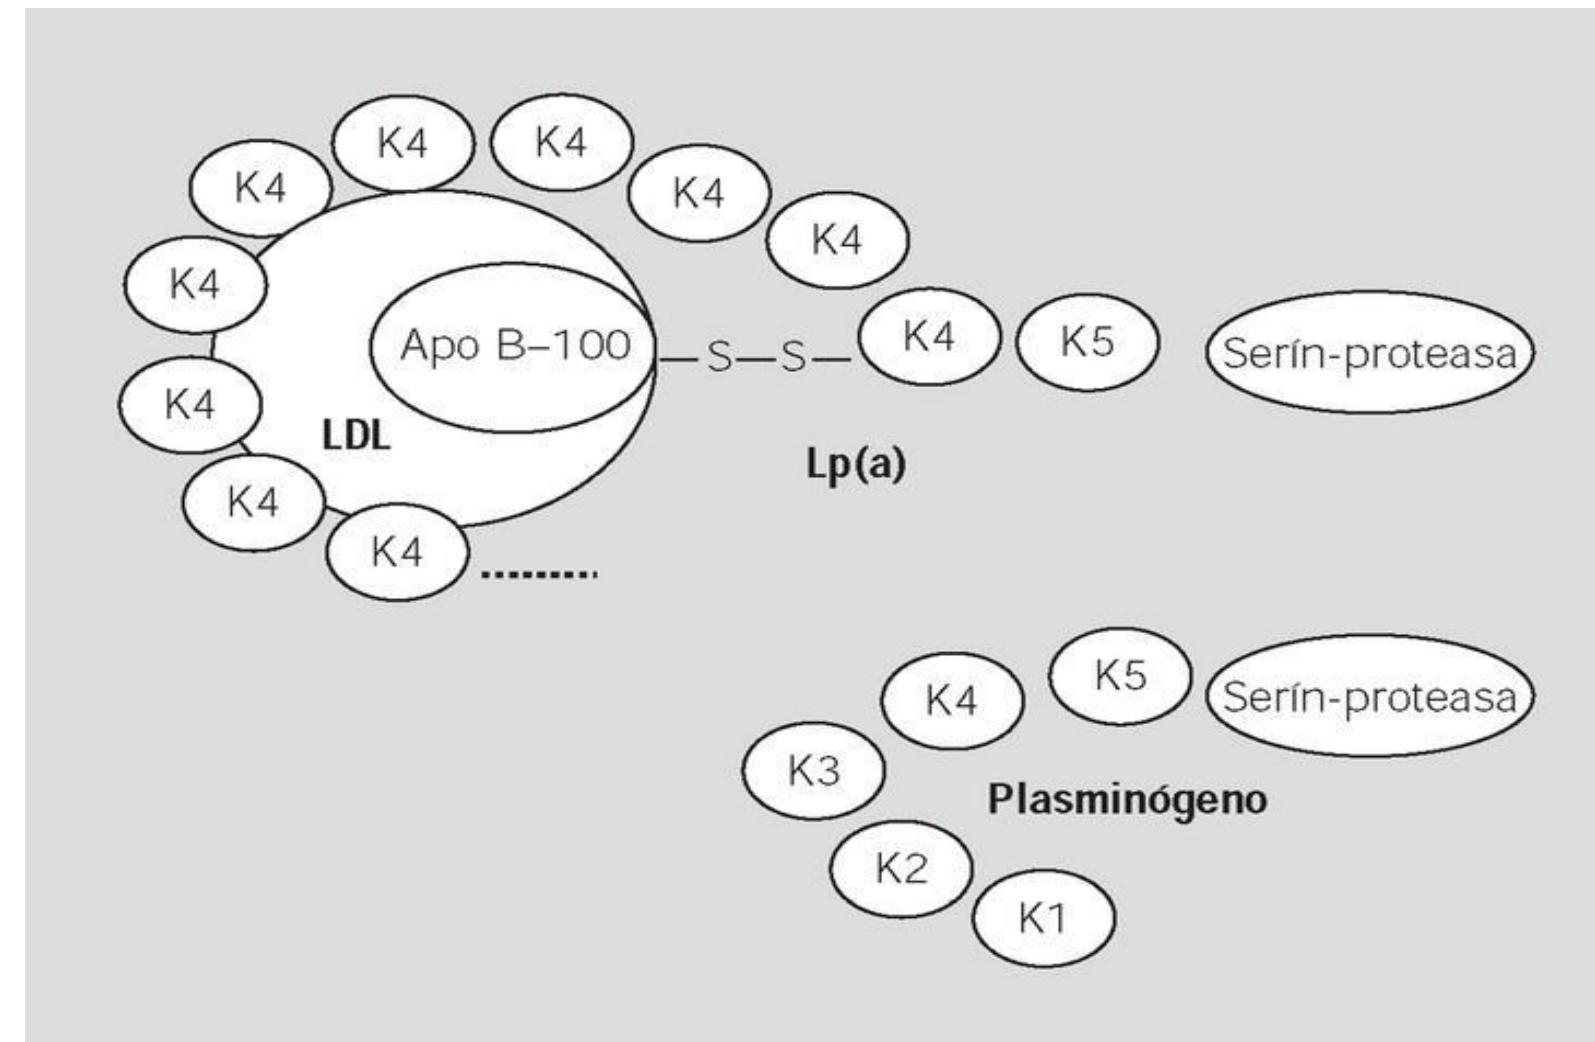 K4
K4
K4
K4
K4
K4
K4
K4
K4
K4
K4
K5
Serín-proteasa
Apo B–100
–S–S–
LDL
Lp(a)
K5
K4
Serín-proteasa
K3
Plasminógeno
K2
K1